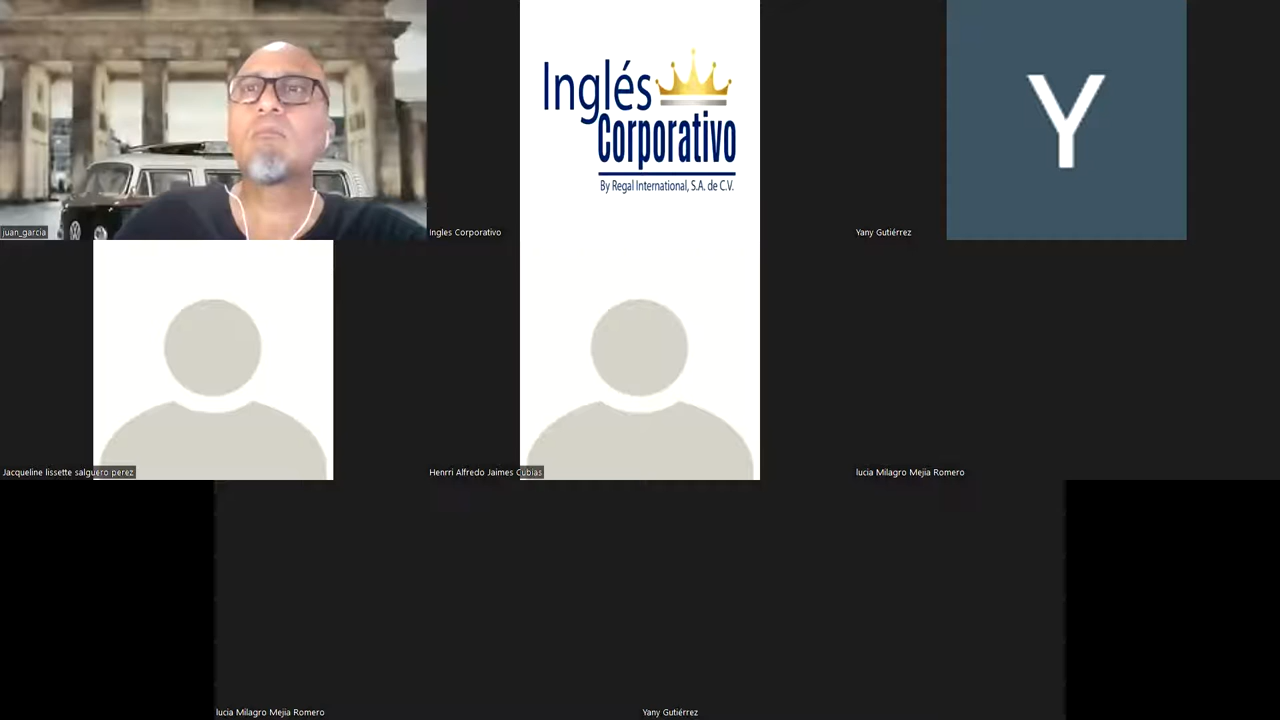 Inglés
Corporativo
By Regal International, S.A. de C.V.
Y
juan_garcia
Ingles Corporativo
Yany Gutiérrez
Jacqueline lissette salguero perez
Henrri Alfredo Jaimes Cubias
lucia Milagro Mejia Romero
lucia Milagro Mejia Romero
Yany Gutiérrez